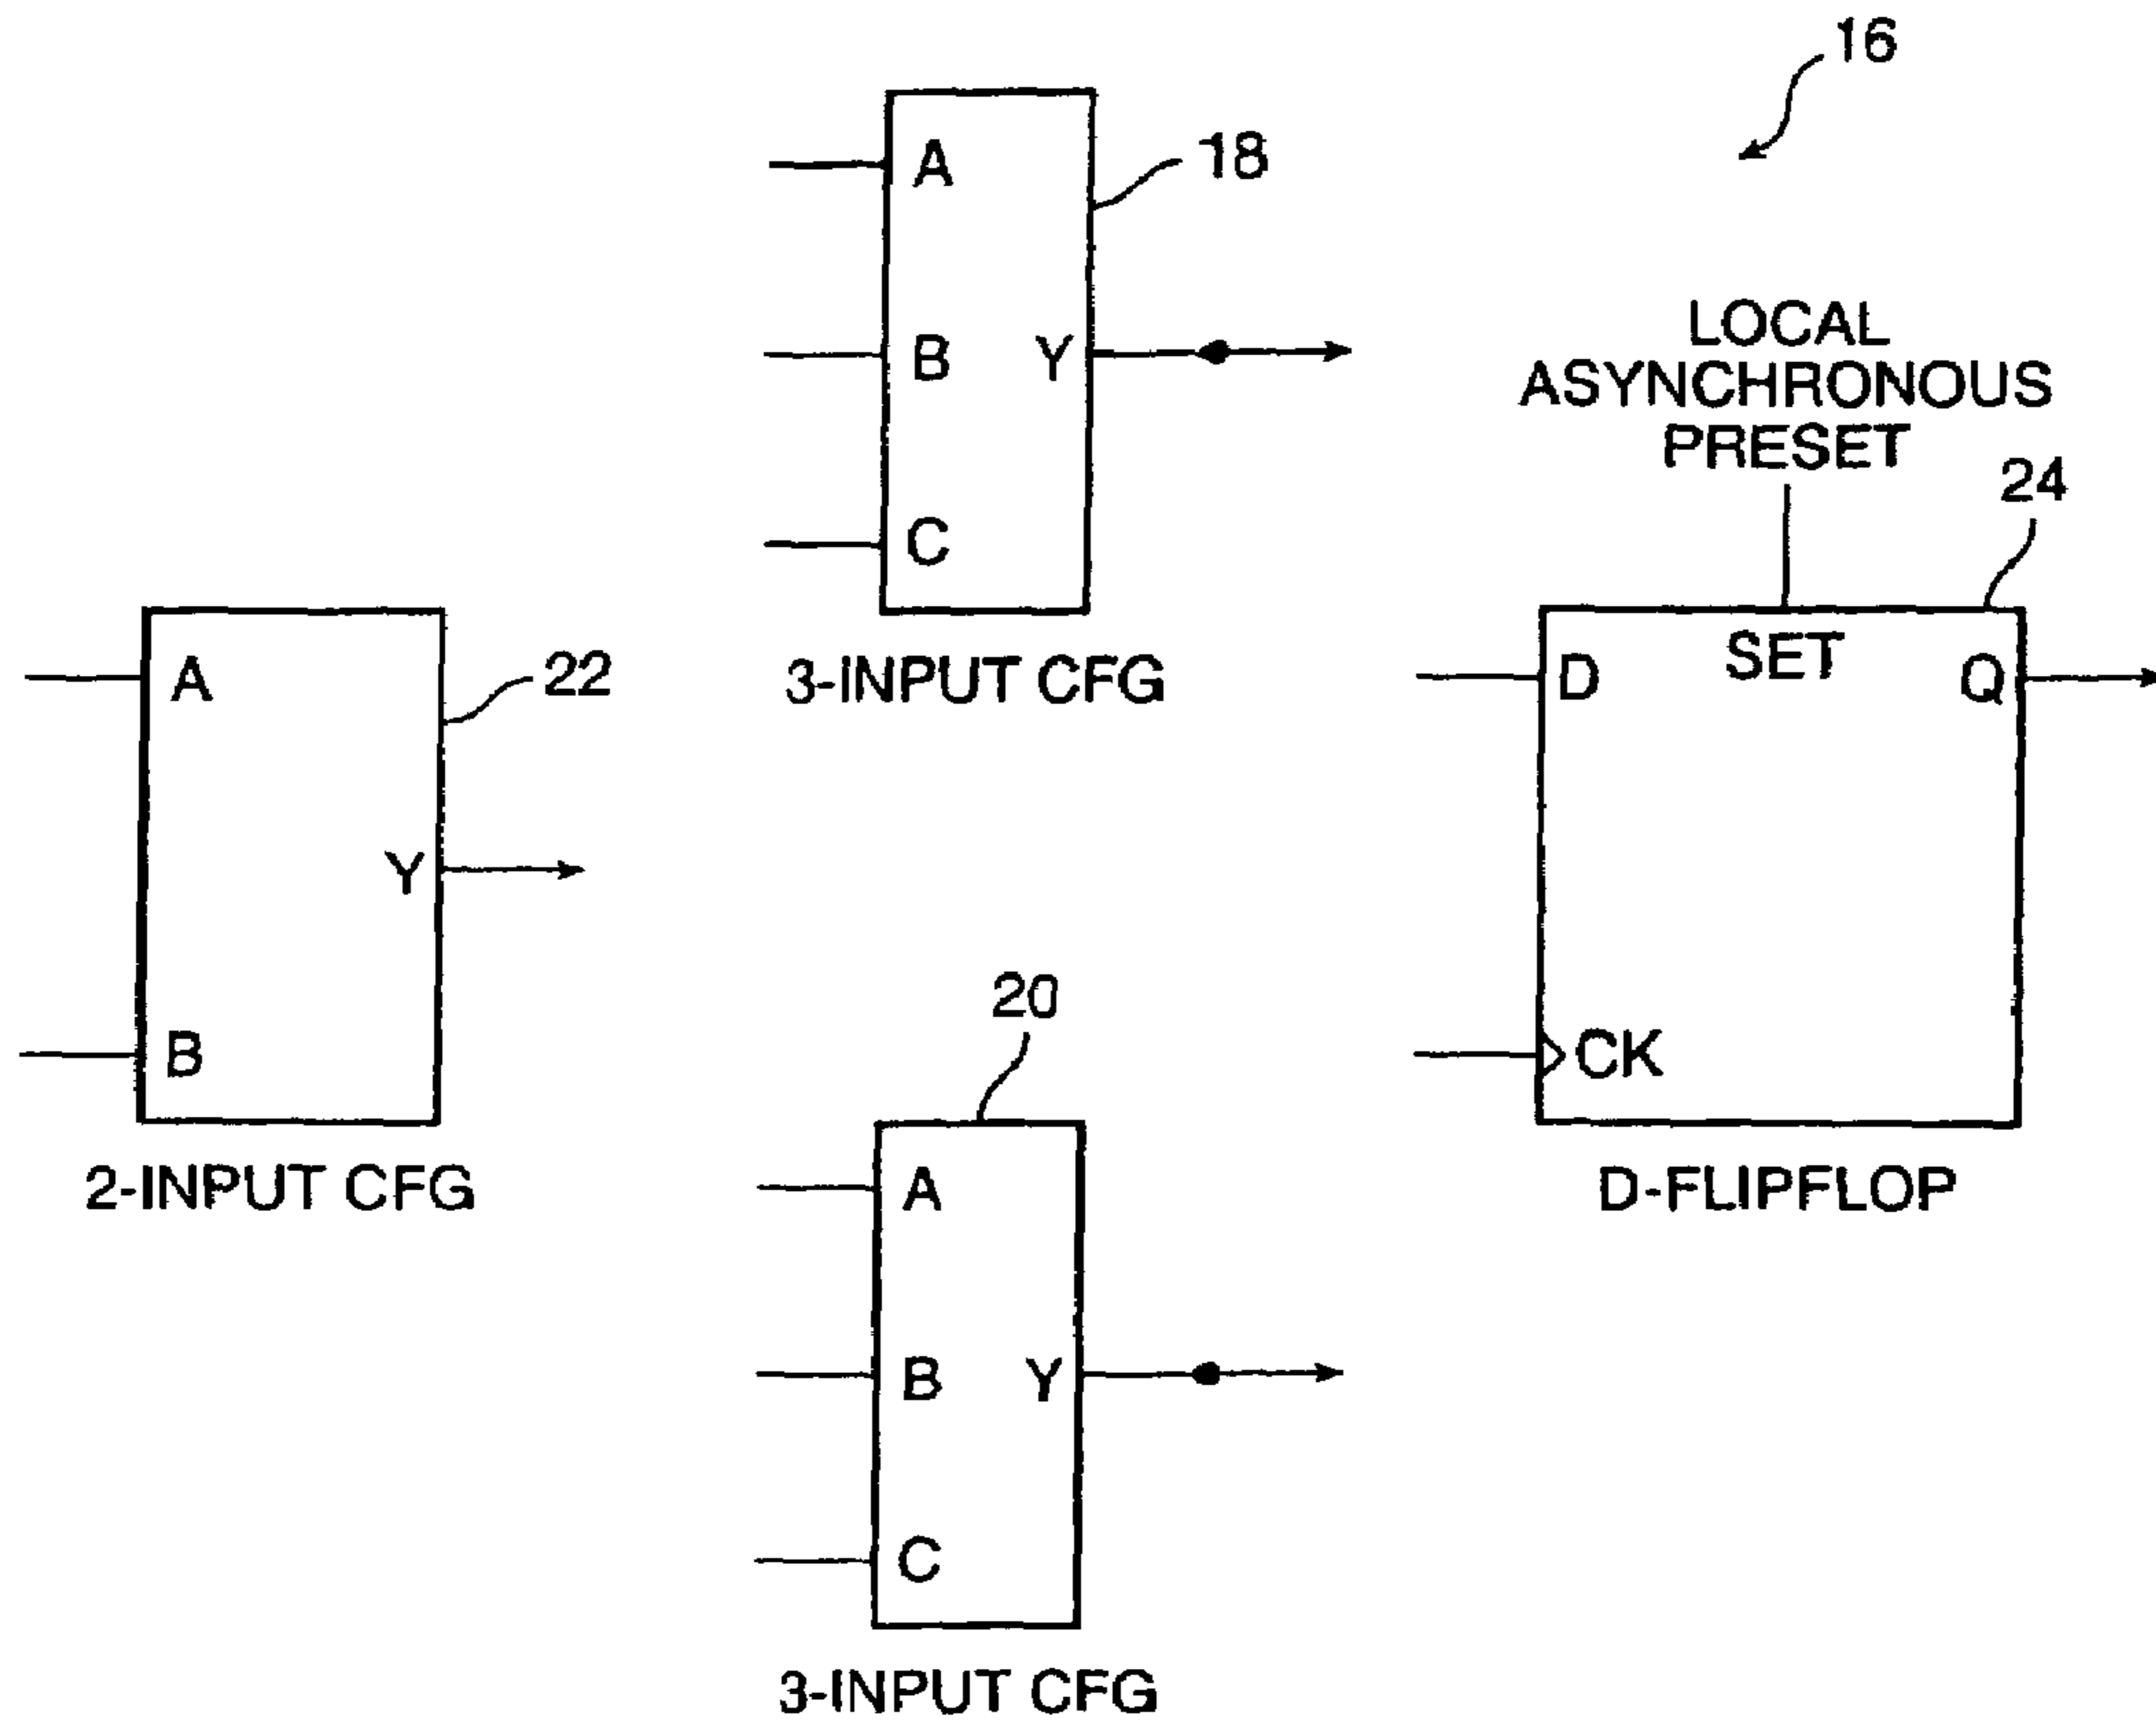 16
A
18
B
Y
C
3-INPUT CFG
LOCAL
ASYNCHRONOUS
PRESET
24
A
22
Y
B
2-INPUT CFG
SET
D
Q
CK
D-FLIPFLOP
20
A
B
Y
C
3-INPUT CFG